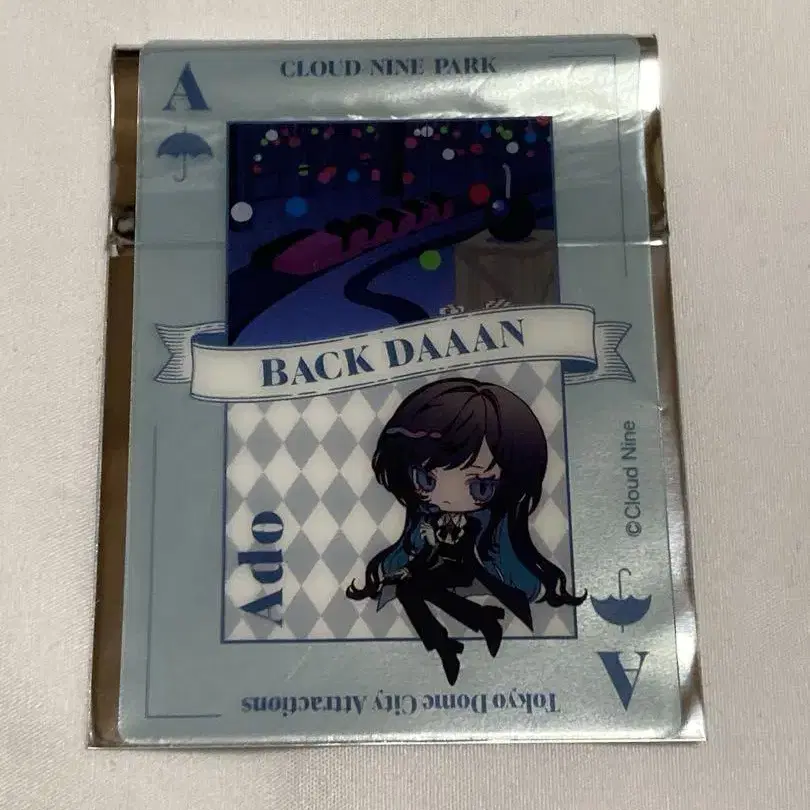 A
CLOUD NINE PARK
BACK DAAAN
©Cloud Nine
Ado
A
Tokyo Dome City Attractions